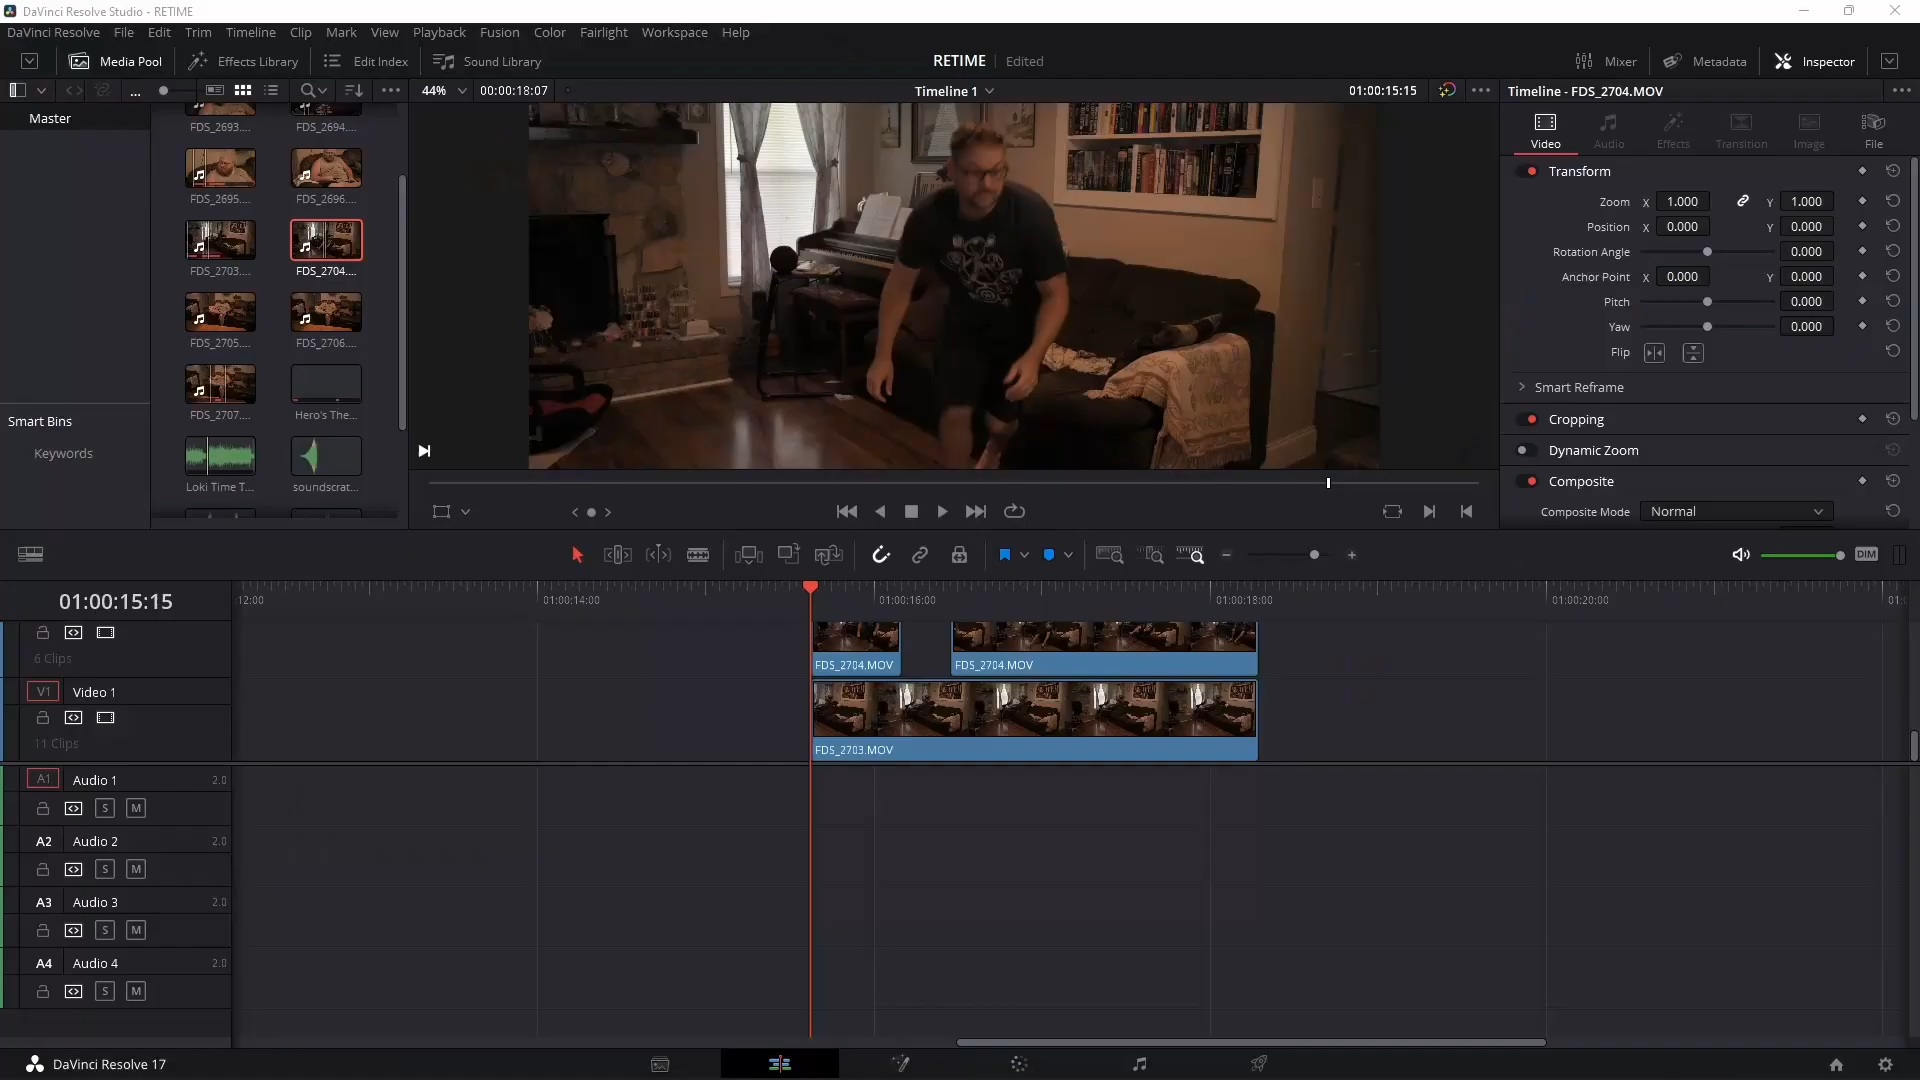 DaVinci Resolve Studio - RETIME
DaVinci Resolve File Edit Trim Timeline Clip Mark View Playback Fusion Color Fairlight Workspace Help
Media Pool Effects Library Edit Index Sound Library RETIME Edited Mixer Metadata Inspector
... 44% 00:00:18:07 Timeline 1 01:00:15:15 Timeline - FDS_2704.MOV
Master
FDS_2693.... FDS_2694....
FDS_2695.... FDS_2696....
FDS_2703.... FDS_2704....
FDS_2705.... FDS_2706....
FDS_2707.... Hero's The...
Loki Time T... soundscrat...
Smart Bins
Keywords
Video Audio Effects Transition Image File
Transform
Zoom X 1.000 Y 1.000
Position X 0.000 Y 0.000
Rotation Angle 0.000
Anchor Point X 0.000 Y 0.000
Pitch 0.000
Yaw 0.000
Flip
Smart Reframe
Cropping
Dynamic Zoom
Composite
Composite Mode Normal
DIM
01:00:15:15
12:00 01:00:14:00 01:00:16:00 01:00:18:00 01:00:20:00
6 Clips
FDS_2704.MOV FDS_2704.MOV
V1 Video 1
11 Clips
FDS_2703.MOV
A1 Audio 1 2.0
S M
A2 Audio 2 2.0
S M
A3 Audio 3 2.0
S M
A4 Audio 4 2.0
S M
DaVinci Resolve 17